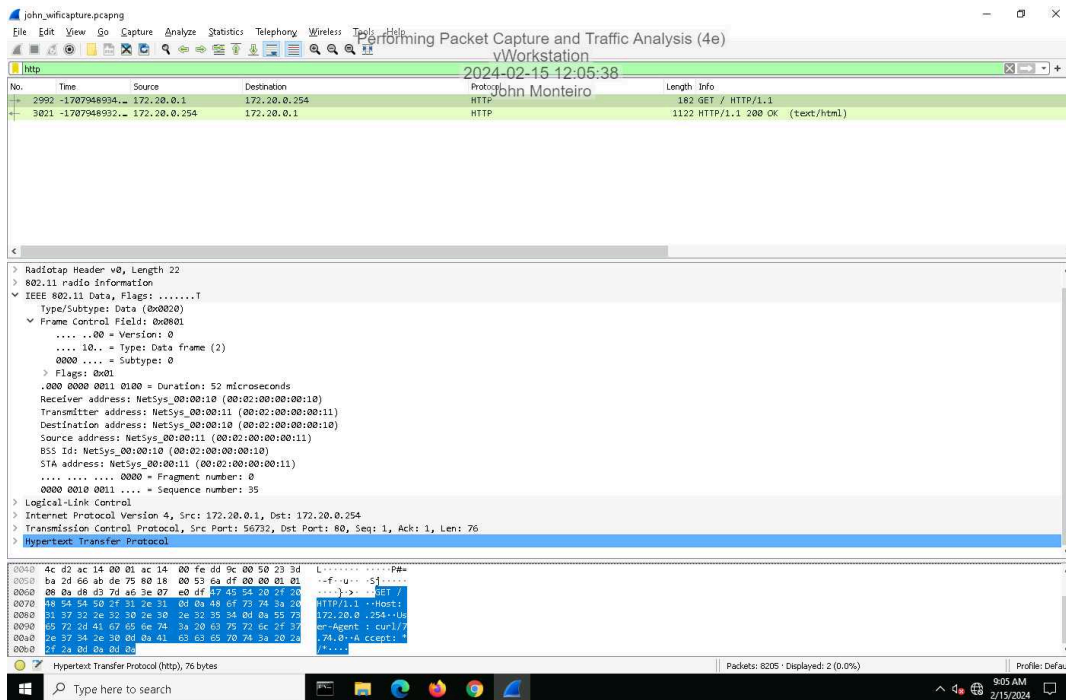 john_wificapture.pcapng
File Edit View Go Capture Analyze Statistics Telephony Wireless Tools Help
Performing Packet Capture and Traffic Analysis (4e)
vWorkstation
2024-02-15 12:05:38
John Monteiro
http
No. Time Source Destination Protocol Length Info
2992 -1707948934.… 172.20.0.1 172.20.0.254 HTTP 182 GET / HTTP/1.1
3021 -1707948932.… 172.20.0.254 172.20.0.1 HTTP 1122 HTTP/1.1 200 OK (text/html)
Radiotap Header v0, Length 22
802.11 radio information
IEEE 802.11 Data, Flags: .......T
Type/Subtype: Data (0x0020)
Frame Control Field: 0x0801
.... ..00 = Version: 0
.... 10.. = Type: Data frame (2)
0000 .... = Subtype: 0
Flags: 0x01
.000 0000 0011 0100 = Duration: 52 microseconds
Receiver address: NetSys_00:00:10 (00:02:00:00:00:10)
Transmitter address: NetSys_00:00:11 (00:02:00:00:00:11)
Destination address: NetSys_00:00:10 (00:02:00:00:00:10)
Source address: NetSys_00:00:11 (00:02:00:00:00:11)
BSS Id: NetSys_00:00:10 (00:02:00:00:00:10)
STA address: NetSys_00:00:11 (00:02:00:00:00:11)
.... .... .... 0000 = Fragment number: 0
0000 0010 0011 .... = Sequence number: 35
Logical-Link Control
Internet Protocol Version 4, Src: 172.20.0.1, Dst: 172.20.0.254
Transmission Control Protocol, Src Port: 56732, Dst Port: 80, Seq: 1, Ack: 1, Len: 76
Hypertext Transfer Protocol
0040 4c d2 ac 14 00 01 ac 14 00 fe dd 9c 00 50 23 3d L······· ·····P#=
0050 ba 2d 66 ab de 75 80 18 00 53 6a df 00 00 01 01 ·-f··u·· ·Sj·····
0060 08 0a d8 d3 7d a6 3e 07 e0 df 47 45 54 20 2f 20 ····}·>· ··GET /
0070 48 54 54 50 2f 31 2e 31 0d 0a 48 6f 73 74 3a 20 HTTP/1.1 ··Host:
0080 31 37 32 2e 32 30 2e 30 2e 32 35 34 0d 0a 55 73 172.20.0 .254··Us
0090 65 72 2d 41 67 65 6e 74 3a 20 63 75 72 6c 2f 37 er-Agent : curl/7
00a0 2e 37 34 2e 30 0d 0a 41 63 63 65 70 74 3a 20 2a .74.0··A ccept: *
00b0 2f 2a 0d 0a 0d 0a /*····
Hypertext Transfer Protocol (http), 76 bytes Packets: 8205 · Displayed: 2 (0.0%) Profile: Defau
Type here to search
9:05 AM
2/15/2024